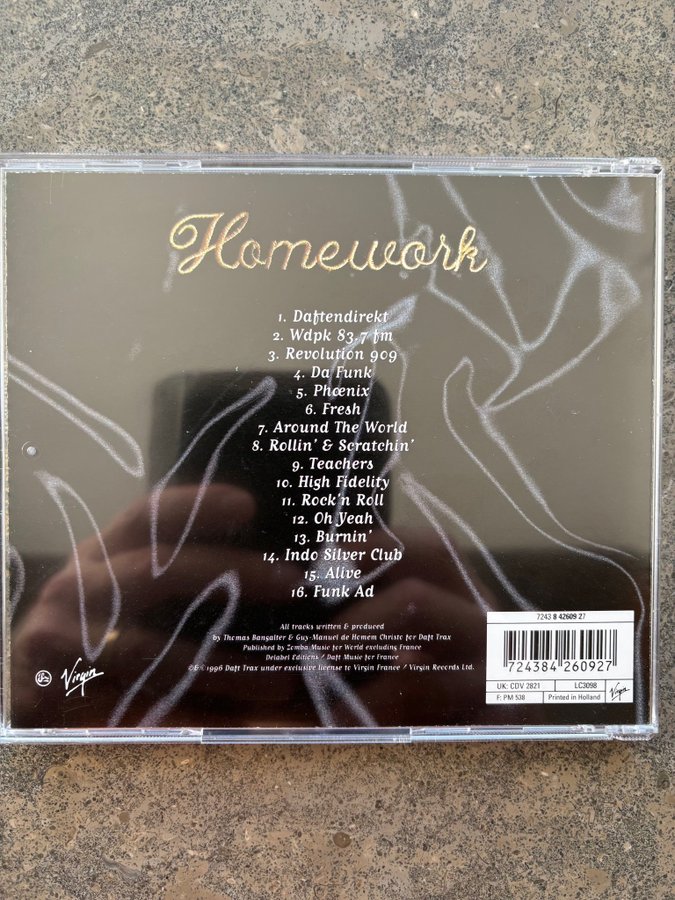 Homework
1. Daftendirekt
2. Wdpk 83.7 fm
3. Revolution 909
4. Da Funk
5. Phœnix
6. Fresh
7. Around The World
8. Rollin' & Scratchin'
9. Teachers
10. High Fidelity
11. Rock'n Roll
12. Oh Yeah
13. Burnin'
14. Indo Silver Club
15. Alive
16. Funk Ad
All tracks written & produced
by Thomas Bangalter & Guy-Manuel de Homem Christo for Daft Trax
Published by Zomba Music for World excluding France
Delabel Editions / Daft Music for France
℗ & © 1996 Daft Trax under exclusive license to Virgin France / Virgin Records Ltd.
Virgin
7243 8 42609 27
724384 260927
UK: CDV 2821
LC3098
F: PM 538
Printed in Holland
Virgin